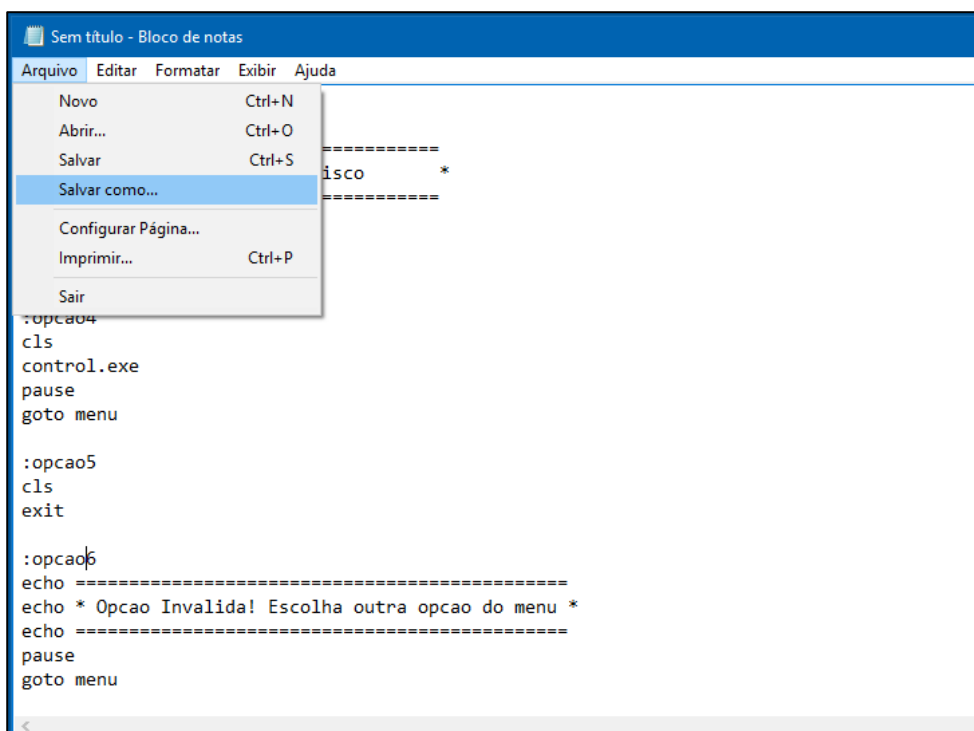 Sem título - Bloco de notas
Arquivo Editar Formatar Exibir Ajuda
Novo Ctrl+N
Abrir... Ctrl+O
Salvar Ctrl+S
Salvar como...
Configurar Página...
Imprimir... Ctrl+P
Sair
===========
isco *
===========
:opcao4
cls
control.exe
pause
goto menu
:opcao5
cls
exit
:opcao6
echo ==============================================
echo * Opcao Invalida! Escolha outra opcao do menu *
echo ==============================================
pause
goto menu